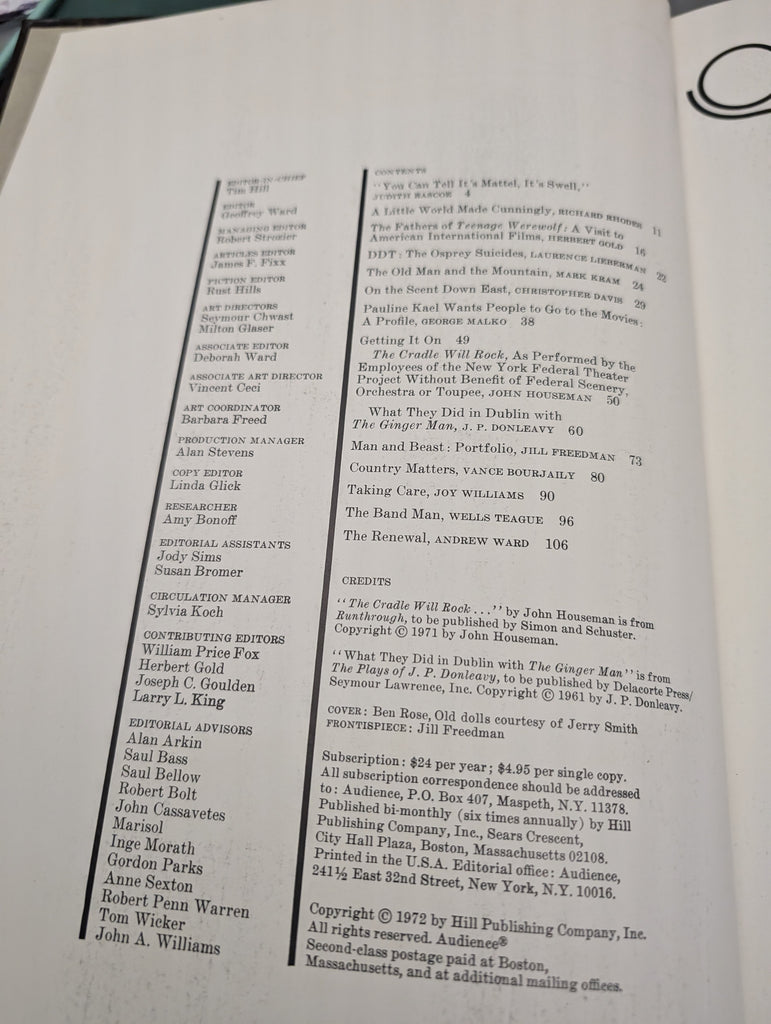 EDITOR-IN-CHIEF
Tim Hill
EDITOR
Geoffrey Ward
MANAGING EDITOR
Robert Strozier
ARTICLES EDITOR
James F. Fixx
FICTION EDITOR
Rust Hills
ART DIRECTORS
Seymour Chwast
Milton Glaser
ASSOCIATE EDITOR
Deborah Ward
ASSOCIATE ART DIRECTOR
Vincent Ceci
ART COORDINATOR
Barbara Freed
PRODUCTION MANAGER
Alan Stevens
COPY EDITOR
Linda Glick
RESEARCHER
Amy Bonoff
EDITORIAL ASSISTANTS
Jody Sims
Susan Bromer
CIRCULATION MANAGER
Sylvia Koch
CONTRIBUTING EDITORS
William Price Fox
Herbert Gold
Joseph C. Goulden
Larry L. King
EDITORIAL ADVISORS
Alan Arkin
Saul Bass
Saul Bellow
Robert Bolt
John Cassavetes
Marisol
Inge Morath
Gordon Parks
Anne Sexton
Robert Penn Warren
Tom Wicker
John A. Williams
CONTENTS
"You Can Tell It's Mattel, It's Swell,"
JUDITH RASCOE 4
A Little World Made Cunningly, RICHARD RHODES 11
The Fathers of Teenage Werewolf: A Visit to
American International Films, HERBERT GOLD 16
DDT: The Osprey Suicides, LAURENCE LIEBERMAN 22
The Old Man and the Mountain, MARK KRAM 24
On the Scent Down East, CHRISTOPHER DAVIS 29
Pauline Kael Wants People to Go to the Movies:
A Profile, GEORGE MALKO 38
Getting It On 49
The Cradle Will Rock, As Performed by the
Employees of the New York Federal Theater
Project Without Benefit of Federal Scenery,
Orchestra or Toupee, JOHN HOUSEMAN 50
What They Did in Dublin with
The Ginger Man, J. P. DONLEAVY 60
Man and Beast: Portfolio, JILL FREEDMAN 73
Country Matters, VANCE BOURJAILY 80
Taking Care, JOY WILLIAMS 90
The Band Man, WELLS TEAGUE 96
The Renewal, ANDREW WARD 106
CREDITS
"The Cradle Will Rock..." by John Houseman is from
Runthrough, to be published by Simon and Schuster.
Copyright © 1971 by John Houseman.
"What They Did in Dublin with The Ginger Man" is from
The Plays of J. P. Donleavy, to be published by Delacorte Press/
Seymour Lawrence, Inc. Copyright © 1961 by J. P. Donleavy.
COVER: Ben Rose, Old dolls courtesy of Jerry Smith
FRONTISPIECE: Jill Freedman
Subscription: $24 per year; $4.95 per single copy.
All subscription correspondence should be addressed
to: Audience, P.O. Box 407, Maspeth, N.Y. 11378.
Published bi-monthly (six times annually) by Hill
Publishing Company, Inc., Sears Crescent,
City Hall Plaza, Boston, Massachusetts 02108.
Printed in the U.S.A. Editorial office: Audience,
241½ East 32nd Street, New York, N.Y. 10016.
Copyright © 1972 by Hill Publishing Company, Inc.
All rights reserved. Audience®
Second-class postage paid at Boston,
Massachusetts, and at additional mailing offices.